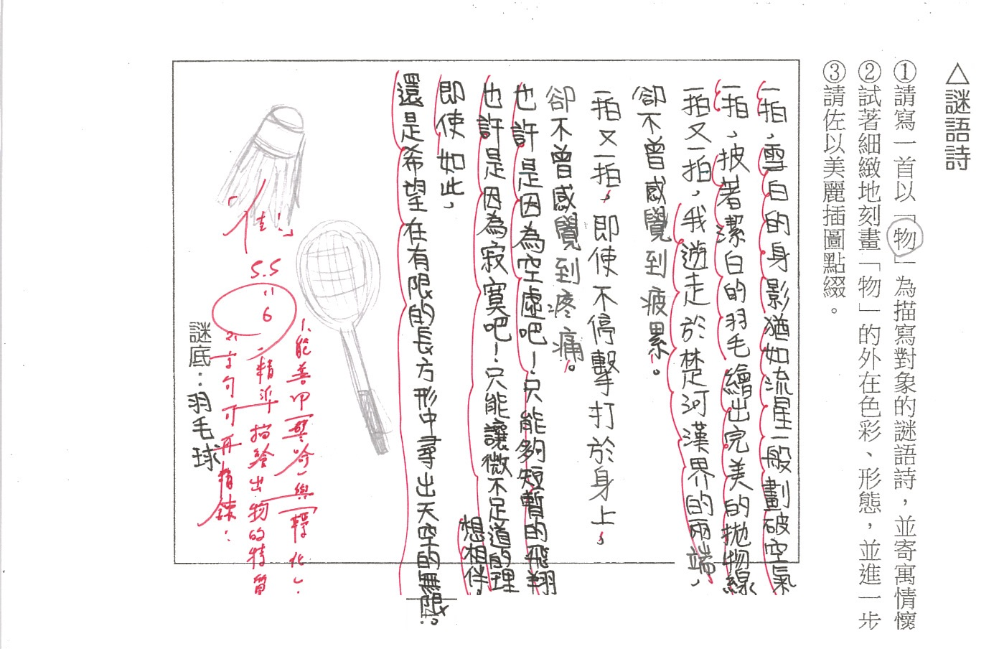 △謎語詩
①請寫一首以「物」為描寫對象的謎語詩，並寄寓情懷
②試著細緻地刻畫「物」的外在色彩、形態，並進一步
③請佐以美麗插圖點綴。
一拍，雪白的身影猶如流星一般劃破空氣
一拍，披著潔白的羽毛繪出完美的拋物線
一拍又一拍，我遊走於楚河漢界的兩端，
卻不曾感覺到疲累。
一拍又一拍，即使不停擊打於身上，
卻不曾感覺到疼痛。
也許是因為空虛吧！只能夠短暫的飛翔
也許是因為寂寞吧！只能讓微不足道的理
想相伴，
即使如此，
還是希望在有限的長方形中尋出天空的無限。
「佳」
5.5
6
1、能善用「譬喻」與「轉化」，
精準描繪出物的特質
2、字句可再精鍊！
謎底：羽毛球